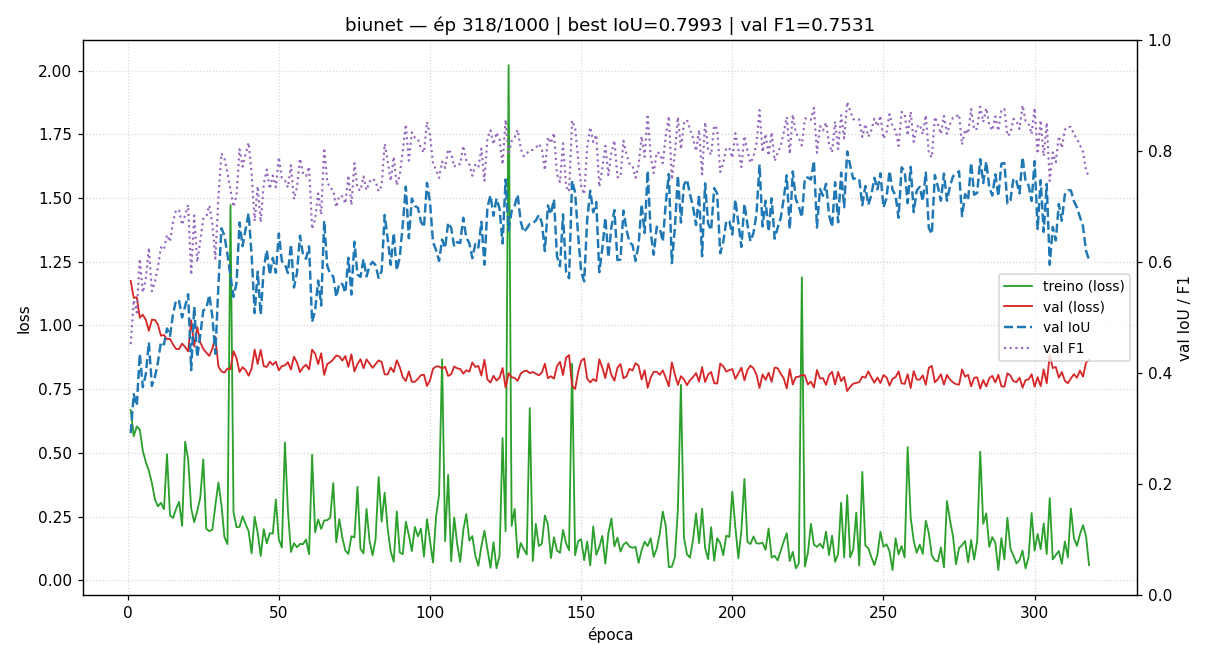 biunet — ép 318/1000 | best IoU=0.7993 | val F1=0.7531
2.00
1.75
1.50
1.25
1.00
0.75
0.50
0.25
0.00
loss
1.0
0.8
0.6
0.4
0.2
0.0
val IoU / F1
treino (loss)
val (loss)
val IoU
val F1
0 50 100 150 200 250 300
época